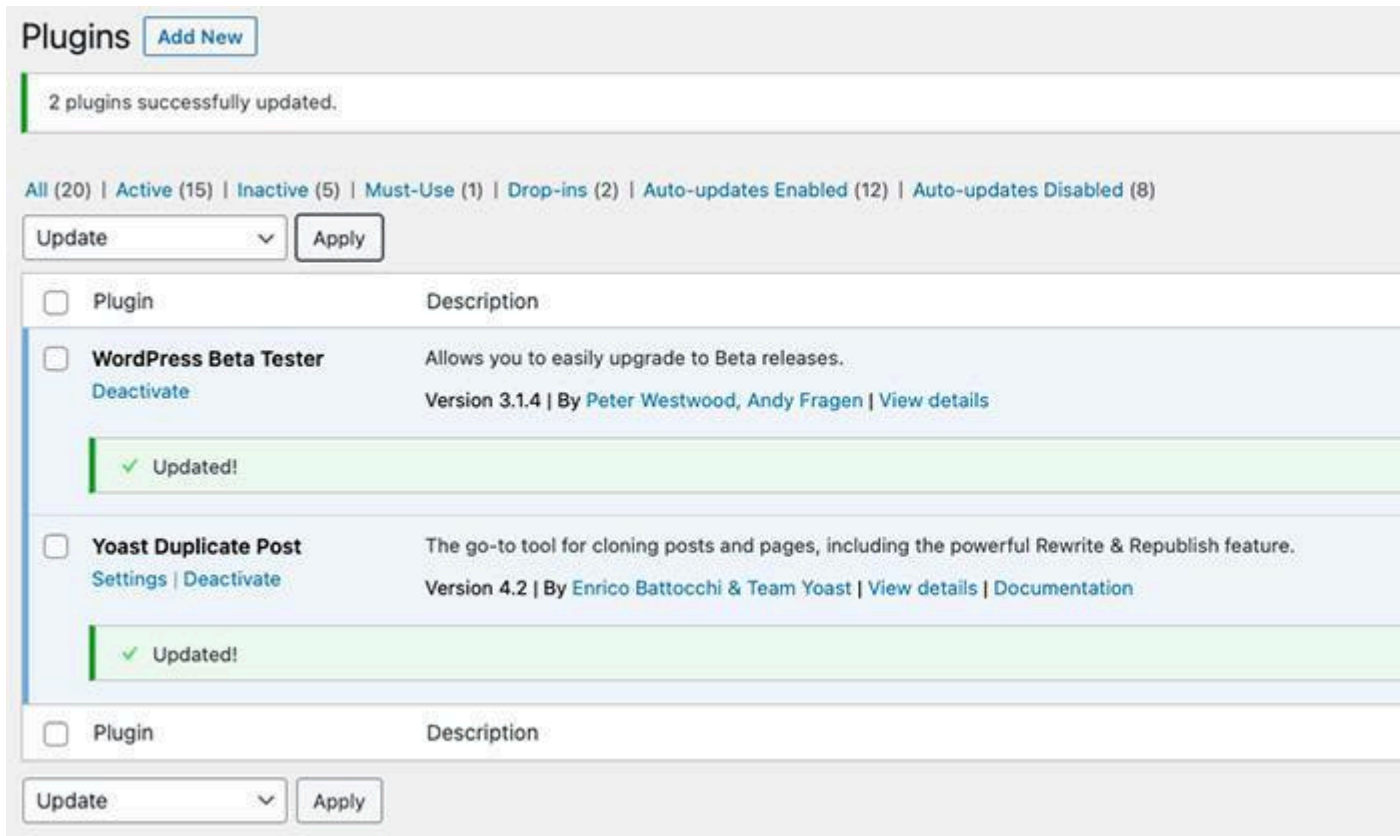 Plugins Add New
2 plugins successfully updated.
All (20) | Active (15) | Inactive (5) | Must-Use (1) | Drop-ins (2) | Auto-updates Enabled (12) | Auto-updates Disabled (8)
Update Apply
Plugin Description
WordPress Beta Tester Allows you to easily upgrade to Beta releases.
Deactivate Version 3.1.4 | By Peter Westwood, Andy Fragen | View details
Updated!
Yoast Duplicate Post The go-to tool for cloning posts and pages, including the powerful Rewrite & Republish feature.
Settings | Deactivate Version 4.2 | By Enrico Battocchi & Team Yoast | View details | Documentation
Updated!
Plugin Description
Update Apply